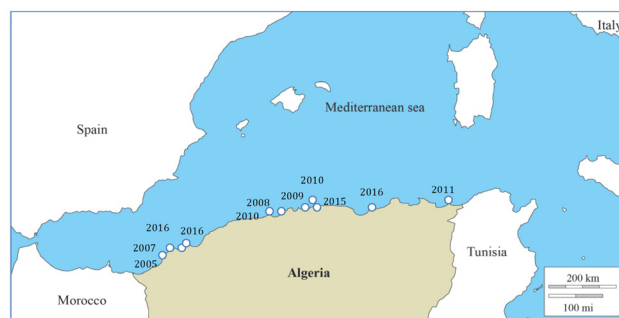 Italy
Mediterranean sea
Spain
2010
2008
2009
2016
2011
2010
2015
2016
2016
2007
2005
Tunisia
Algeria
200 km
Morocco
100 mi